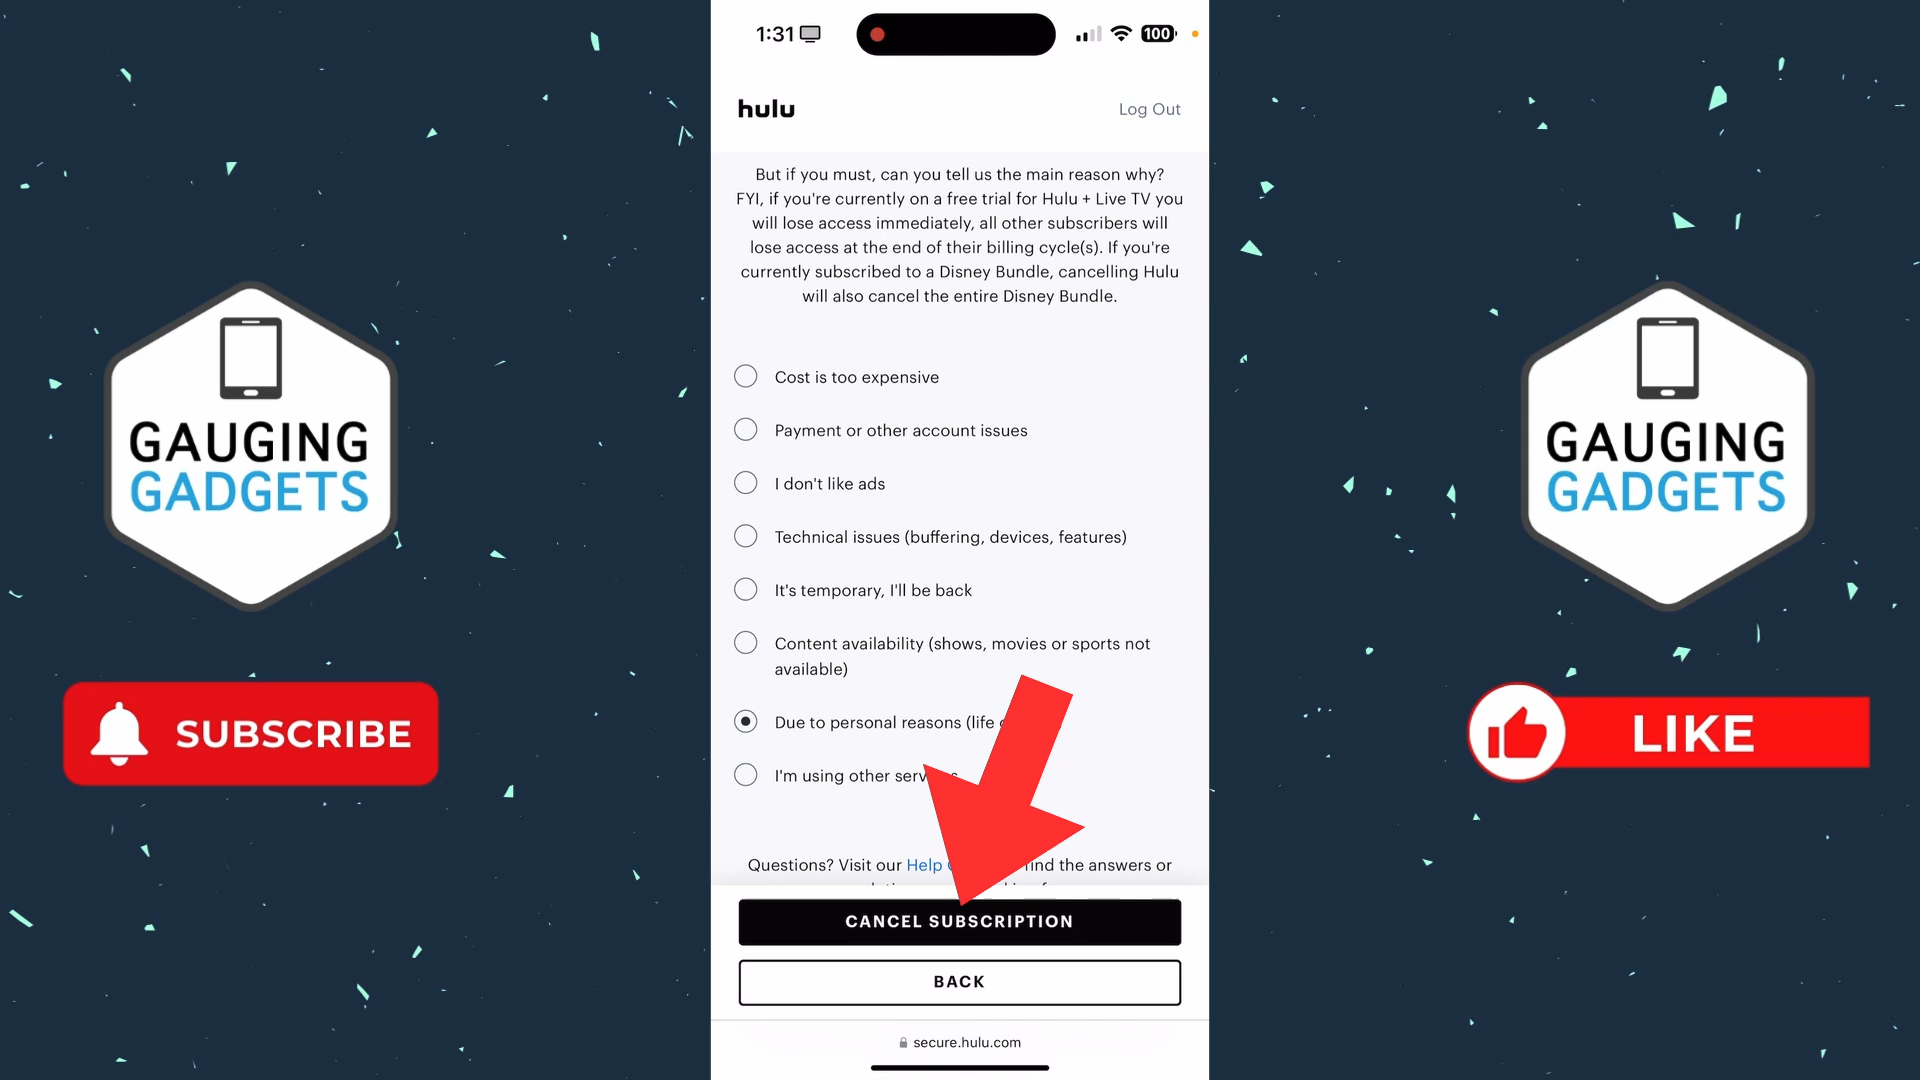 1:31
100
hulu
Log Out
But if you must, can you tell us the main reason why?
FYI, if you're currently on a free trial for Hulu + Live TV you
will lose access immediately, all other subscribers will
lose access at the end of their billing cycle(s). If you're
currently subscribed to a Disney Bundle, cancelling Hulu
will also cancel the entire Disney Bundle.
Cost is too expensive
Payment or other account issues
I don't like ads
Technical issues (buffering, devices, features)
It's temporary, I'll be back
Content availability (shows, movies or sports not
available)
Due to personal reasons (life
I'm using other
Questions? Visit our Help find the answers or
CANCEL SUBSCRIPTION
BACK
secure.hulu.com
GAUGING
GADGETS
SUBSCRIBE
GAUGING
GADGETS
LIKE